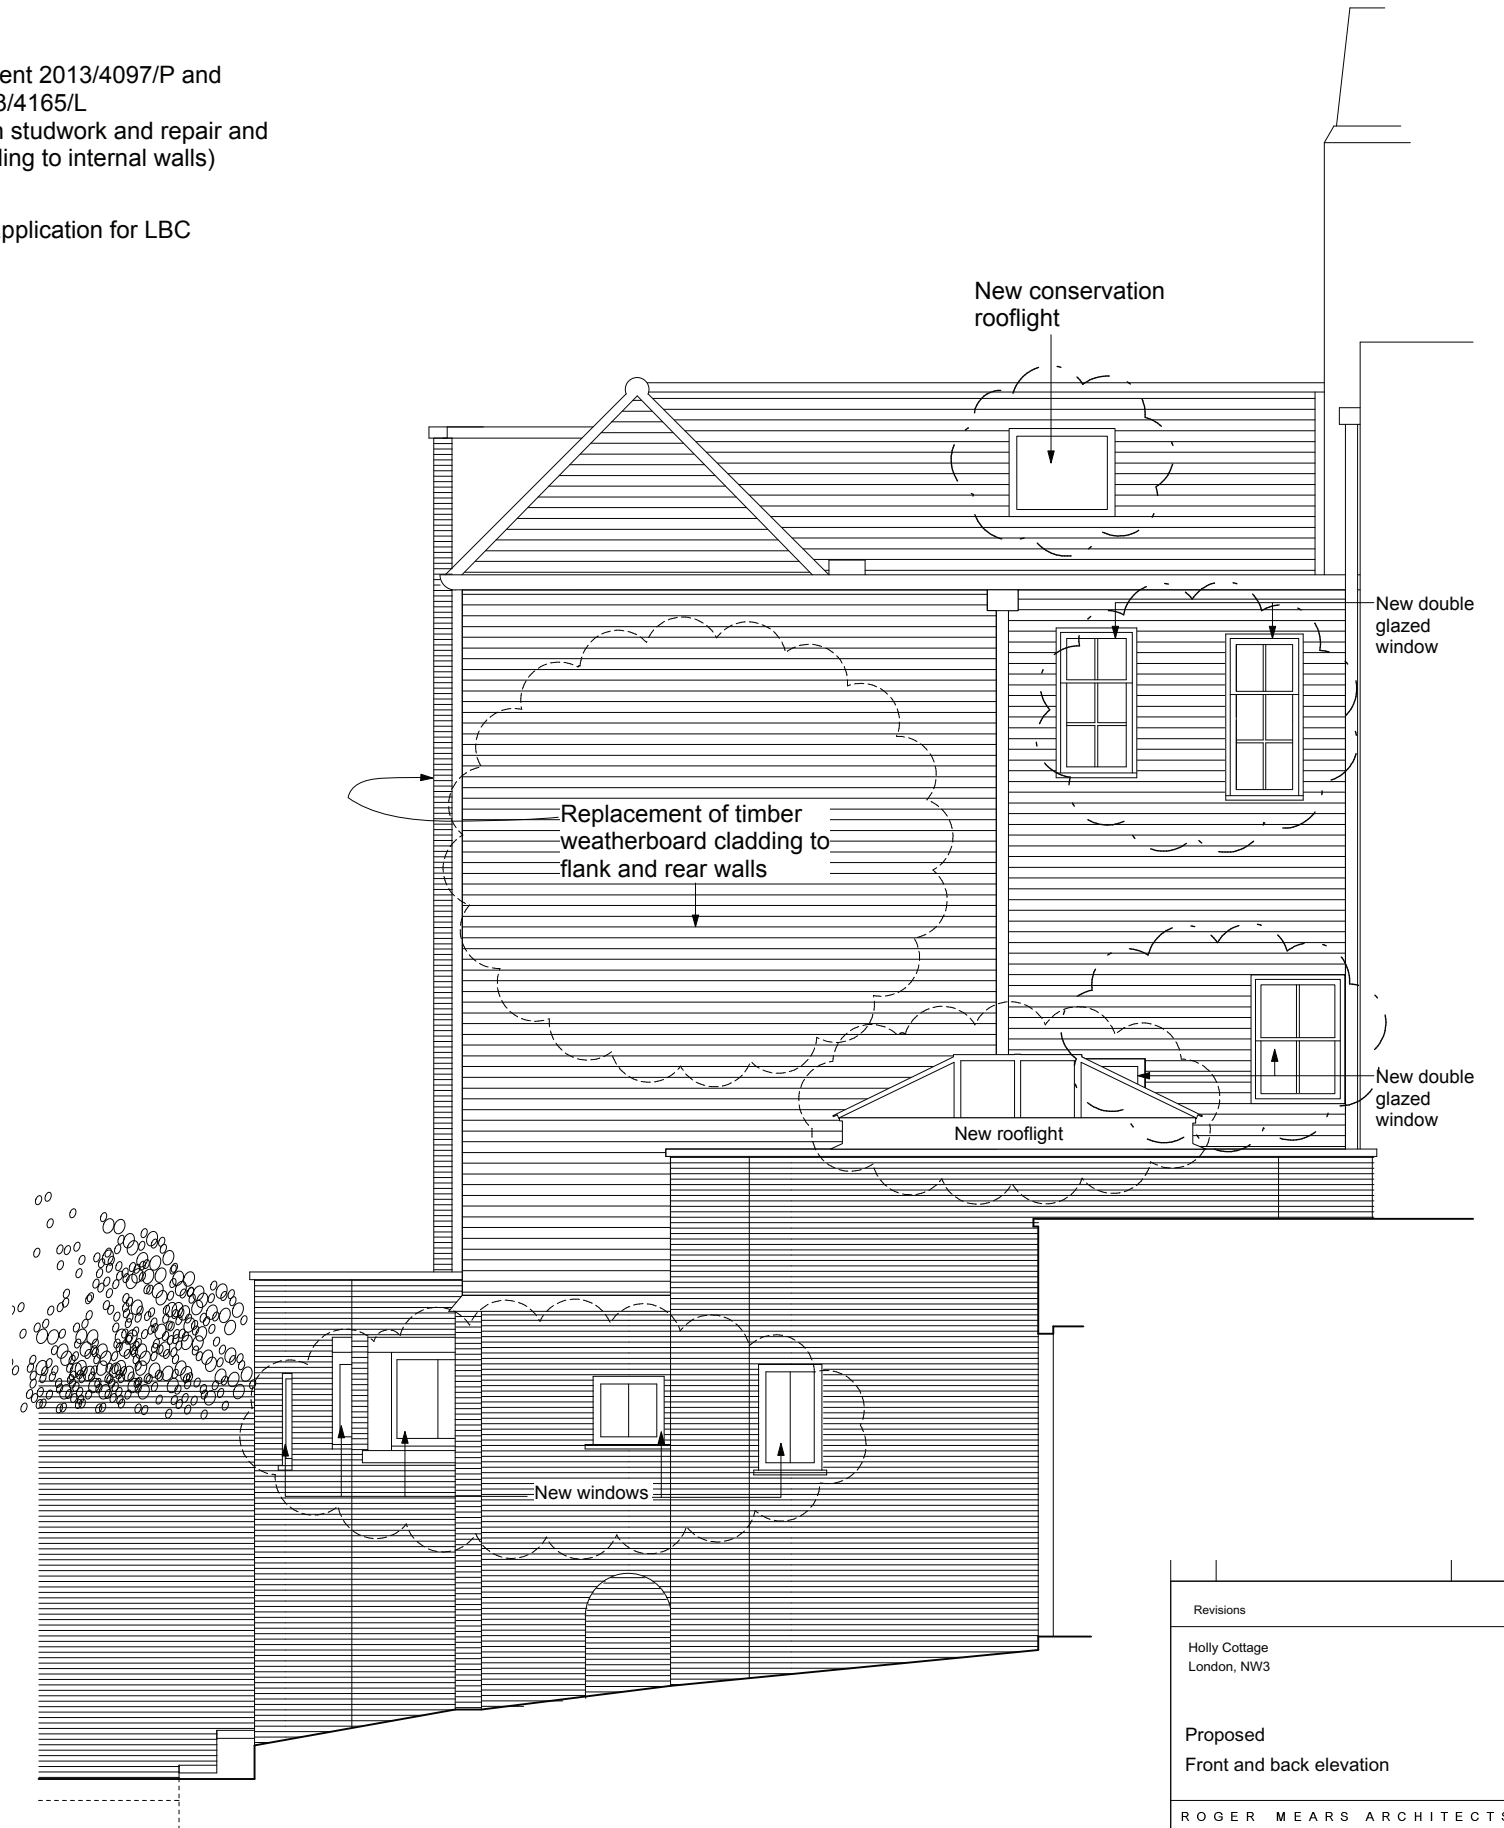 ent 2013/4097/P and
3/4165/L
n studwork and repair and
ling to internal walls)
pplication for LBC
New conservation
rooflight
New double
glazed
window
Replacement of timber
weatherboard cladding to
flank and rear walls
New double
glazed
window
New rooflight
New windows
Revisions
Holly Cottage
London, NW3
Proposed
Front and back elevation
ROGER MEARS ARCHITECTS